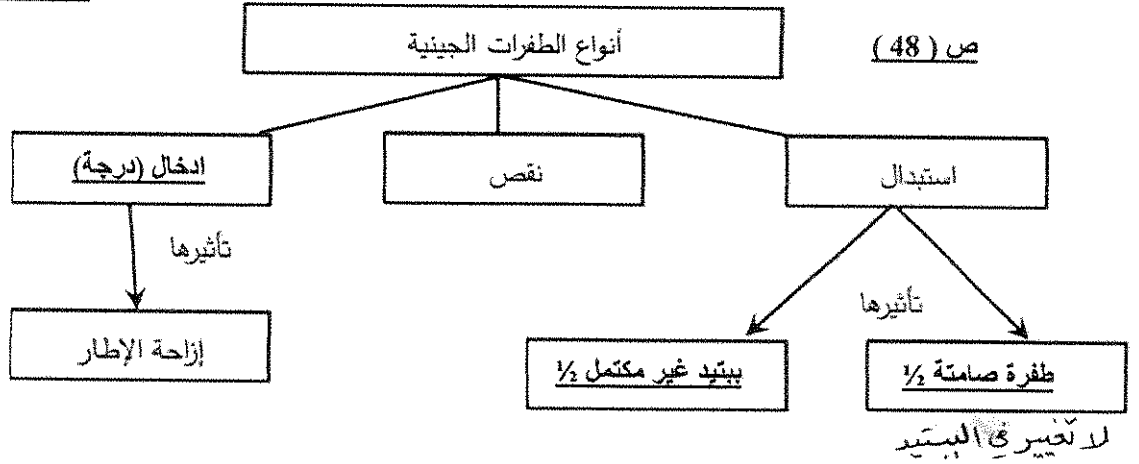 أنواع الطفرات الجينية
ص ( 48 )
استبدال
نقص
ادخال (درجة)
تأثيرها
تأثيرها
إزاحة الإطار
طفرة صامتة ½
ببتيد غير مكتمل ½
لا تغيير في الببتيد